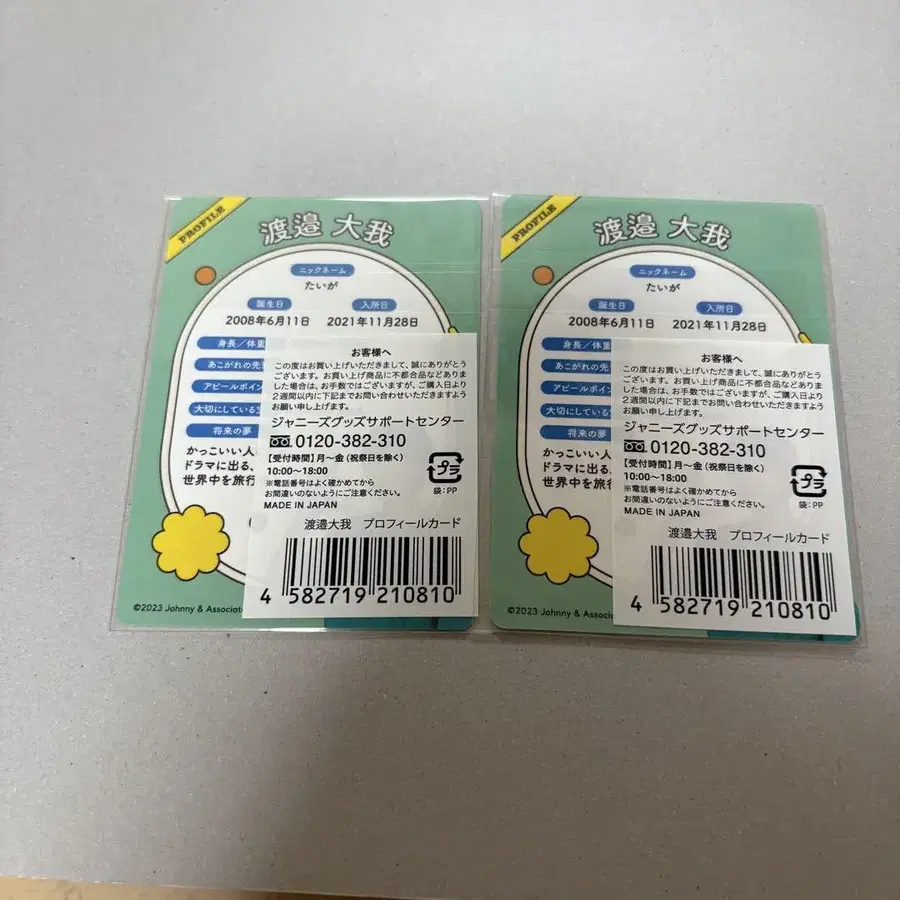 PROFILE
渡邉 大我
ニックネーム
たいが
誕生日 入所日
2008年6月11日 2021年11月28日
身長/体重
あこがれの先
アピールポイン
大切にしている
将来の夢
かっこいい人
ドラマに出る、
世界中を旅行
©2023 Johnny & Associat
お客様へ
この度はお買い上げいただきまして、誠にありがとう
ございます。お買い上げ商品に不都合品などありま
した場合は、お手数ではございますが、ご購入日より
2週間以内に下記までお問い合わせいただきますよう
お願い申し上げます。
ジャニーズグッズサポートセンター
0120-382-310
【受付時間】月〜金(祝祭日を除く)
10:00〜18:00
※電話番号はよく確かめてから
お間違いのないようにご注意ください。
MADE IN JAPAN
プラ
袋:PP
渡邉大我 プロフィールカード
4 582719 210810
PROFILE
渡邉 大我
ニックネーム
たいが
誕生日 入所日
2008年6月11日 2021年11月28日
身長/体重
あこがれの先
アピールポイン
大切にしている
将来の夢
かっこいい人
ドラマに出る、
世界中を旅行
©2023 Johnny & Associa
お客様へ
この度はお買い上げいただきまして、誠にありがとう
ございます。お買い上げ商品に不都合品などありま
した場合は、お手数ではございますが、ご購入日より
2週間以内に下記までお問い合わせいただきますよう
お願い申し上げます。
ジャニーズグッズサポートセンター
0120-382-310
【受付時間】月〜金(祝祭日を除く)
10:00〜18:00
※電話番号はよく確かめてから
お間違いのないようにご注意ください。
MADE IN JAPAN
プラ
袋:PP
渡邉大我 プロフィールカード
4 582719 210810